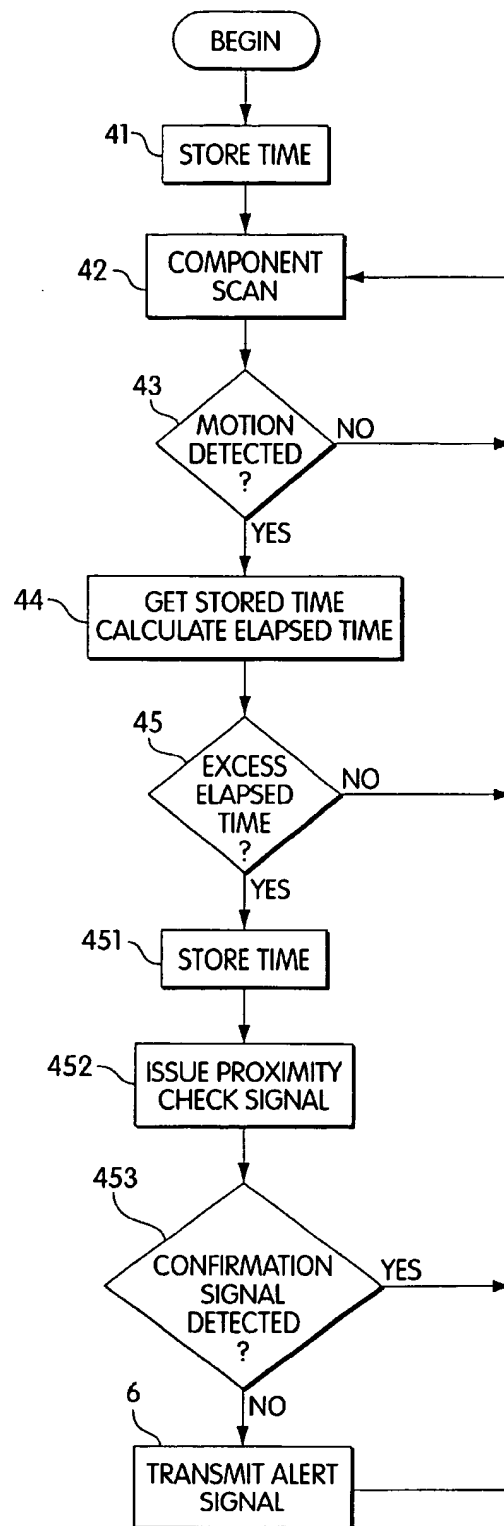 BEGIN
41
STORE TIME
42
COMPONENT
SCAN
43
MOTION
DETECTED
?
NO
YES
44
GET STORED TIME
CALCULATE ELAPSED TIME
45
EXCESS
ELAPSED
TIME
?
NO
YES
451
STORE TIME
452
ISSUE PROXIMITY
CHECK SIGNAL
453
CONFIRMATION
SIGNAL
DETECTED
?
YES
NO
6
TRANSMIT ALERT
SIGNAL